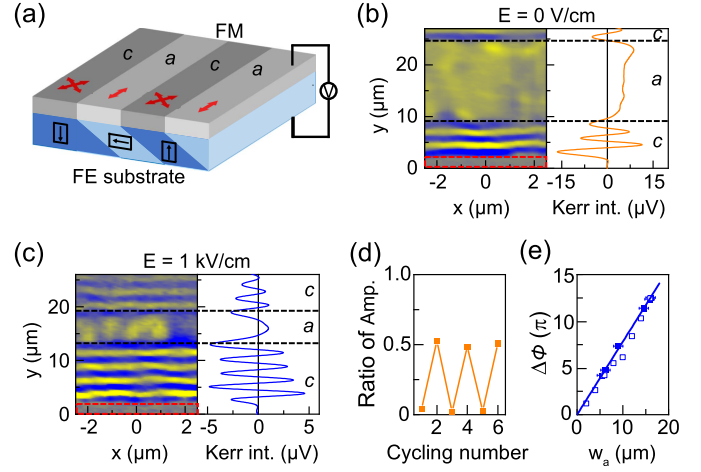 (a)
FM
c
a
c
a
V
FE substrate
(b)
E = 0 V/cm
c
a
c
20
10
0
y (μm)
-2
0
2
x (μm)
-15
0
15
Kerr int. (μV)
(c)
E = 1 kV/cm
c
a
c
20
10
0
y (μm)
-2
0
2
x (μm)
-5
0
5
Kerr int. (μV)
(d)
1.0
0.5
0
Ratio of Amp.
2
4
6
Cycling number
(e)
15
10
5
0
ΔΦ (π)
0
10
20
wₐ (μm)